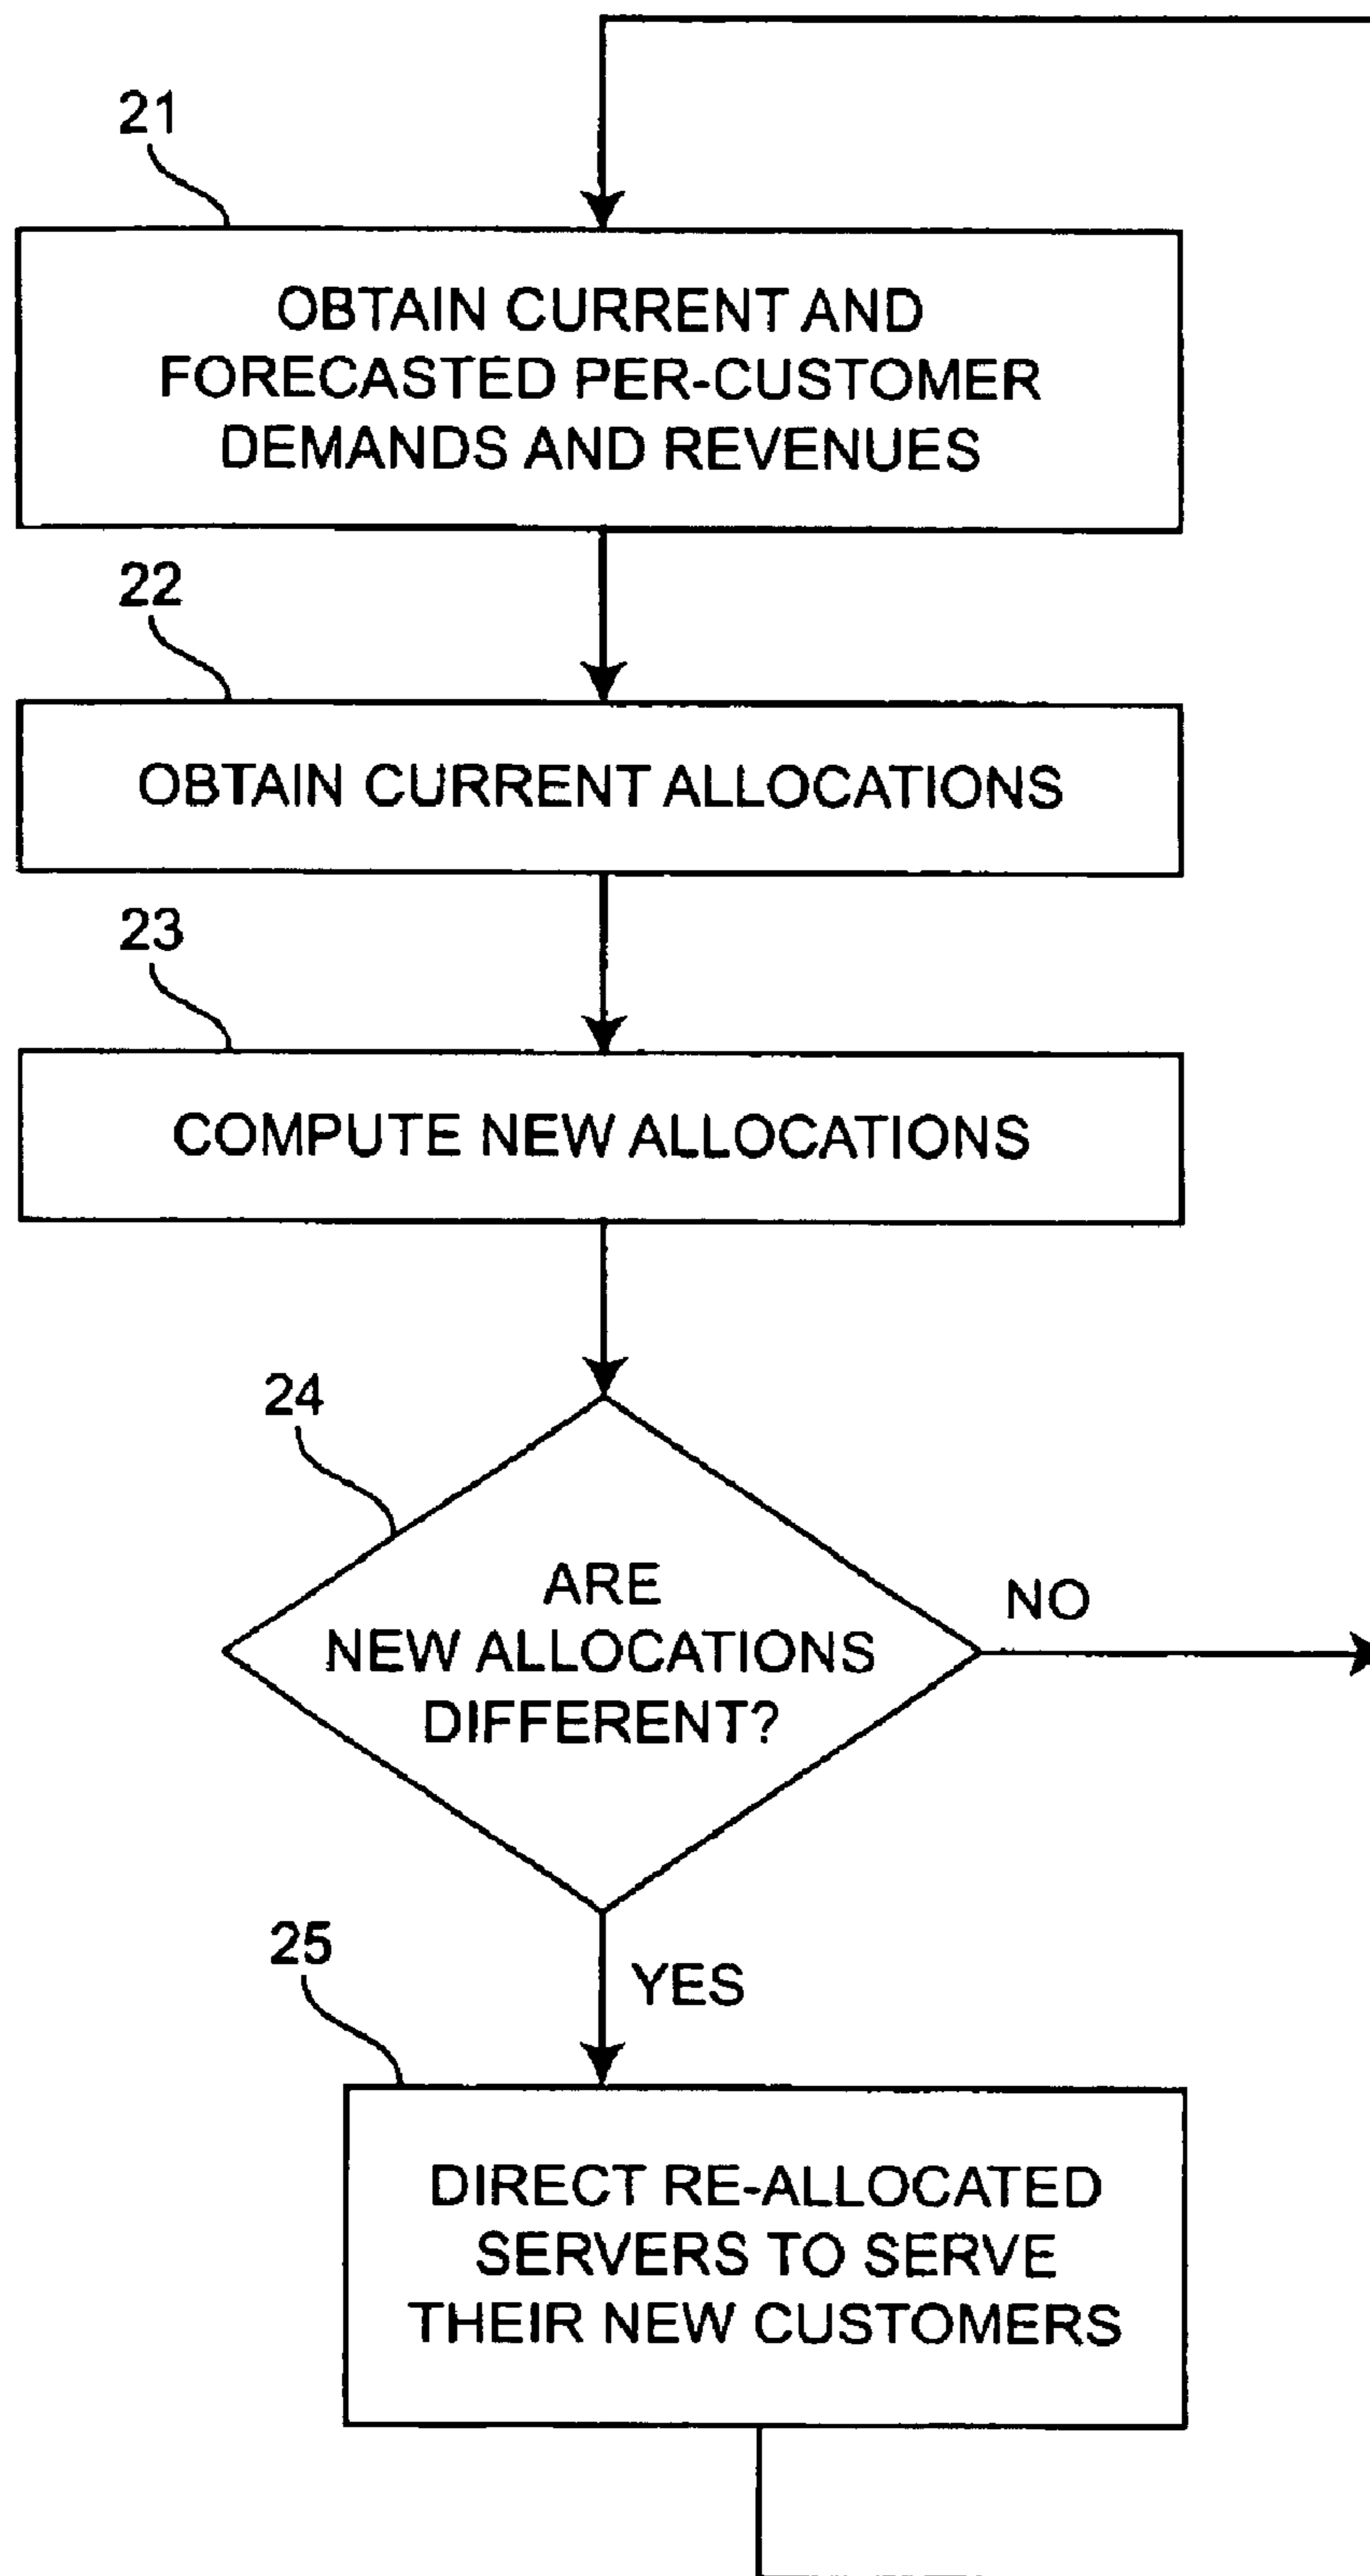 21
OBTAIN CURRENT AND
FORECASTED PER-CUSTOMER
DEMANDS AND REVENUES
22
OBTAIN CURRENT ALLOCATIONS
23
COMPUTE NEW ALLOCATIONS
24
ARE
NEW ALLOCATIONS
DIFFERENT?
NO
YES
25
DIRECT RE-ALLOCATED
SERVERS TO SERVE
THEIR NEW CUSTOMERS